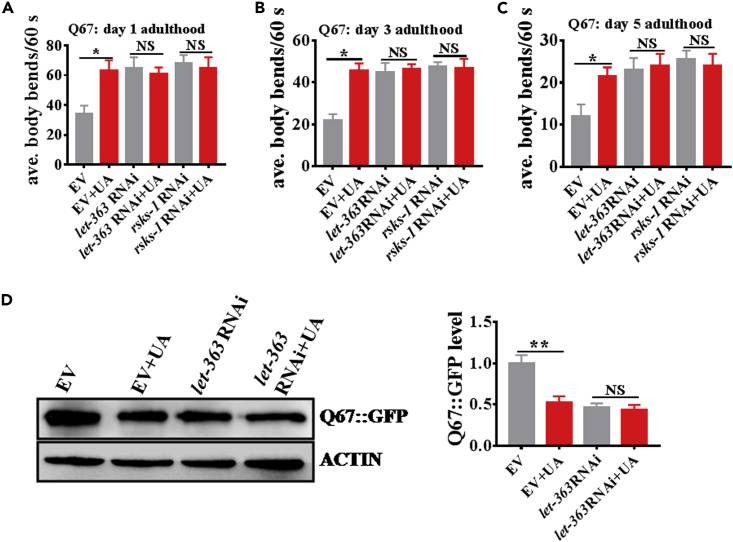 A
Q67: day 1 adulthood
ave. body bends/60 s
80
60
40
20
0
*
NS
NS
EV
EV+UA
let-363 RNAi
let-363 RNAi+UA
rsks-1 RNAi
rsks-1 RNAi+UA
B
Q67: day 3 adulthood
ave. body bends/60 s
60
40
20
0
*
NS
NS
EV
EV+UA
let-363RNAi
let-363RNAi+UA
rsks-1 RNAi
rsks-1 RNAi+UA
C
Q67: day 5 adulthood
ave. body bends/60 s
30
20
10
0
*
NS
NS
EV
EV+UA
let-363RNAi
let-363RNAi+UA
rsks-1 RNAi
rsks-1 RNAi+UA
D
EV
EV+UA
let-363RNAi
let-363
RNAi+UA
Q67::GFP
ACTIN
Q67::GFP level
1.5
1.0
0.5
0.0
**
NS
EV
EV+UA
let-363RNAi
let-363RNAi+UA